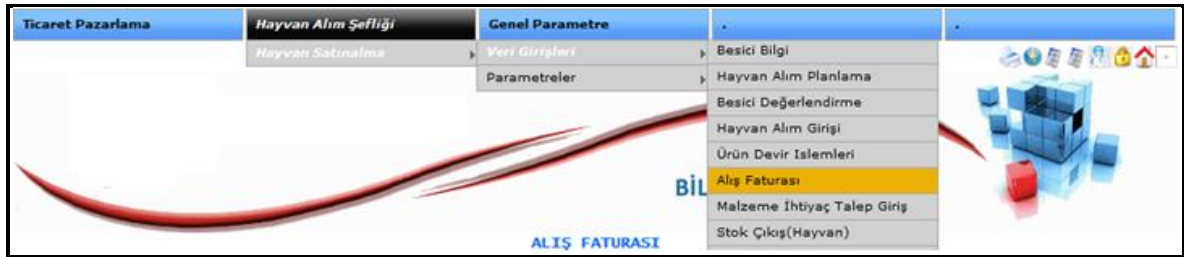 Ticaret Pazarlama Hayvan Alım Şefliği Genel Parametre . .
Hayvan Satınalma Veri Girişleri Besici Bilgi
Parametreler Hayvan Alım Planlama
Besici Değerlendirme
Hayvan Alım Girişi
Ürün Devir Islemleri
Alış Faturası
BİL
Malzeme İhtiyaç Talep Giriş
Stok Çıkış(Hayvan)
ALIŞ FATURASI